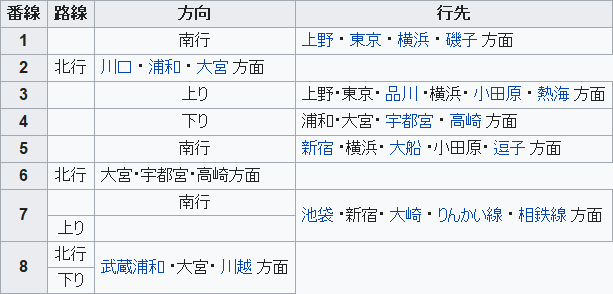 番線 路線 方向 行先
1 南行 上野・東京・横浜・磯子 方面
2 北行 川口・浦和・大宮 方面
3 上り 上野・東京・品川・横浜・小田原・熱海 方面
4 下り 浦和・大宮・宇都宮・高崎 方面
5 南行 新宿・横浜・大船・小田原・逗子 方面
6 北行 大宮・宇都宮・高崎方面
7 南行 池袋・新宿・大崎・りんかい線・相鉄線 方面
上り
8 北行 武蔵浦和・大宮・川越 方面
下り